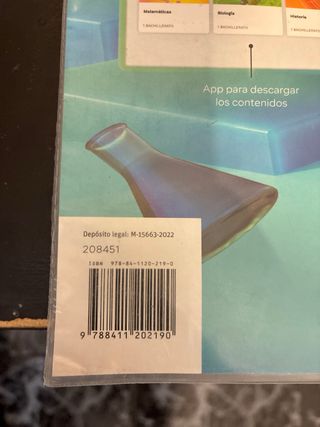 Matemáticas
Biología
Historia
1 BACHILLERATO
1 BACHILLERATO
1 BACHILLERATO
App para descargar
los contenidos
Depósito legal: M-15663-2022
208451
ISBN 978-84-1120-219-0
9 788411 202190